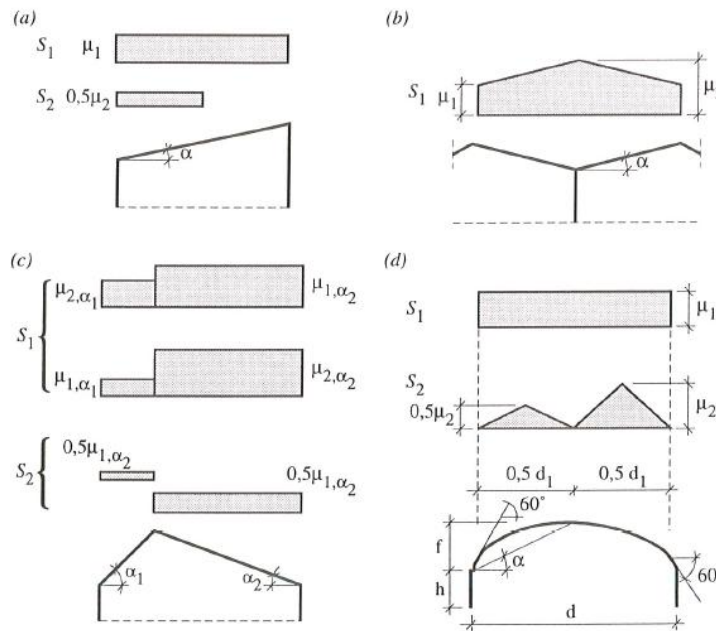 (a)
S₁ μ₁
S₂ 0,5μ₂
α
(b)
S₁ μ₁ μ
α
(c)
S₁
μ₂,α₁ μ₁,α₂
μ₁,α₁ μ₂,α₂
S₂
0,5μ₁,α₂ 0,5μ₁,α₂
α₁ α₂
(d)
S₁ μ₁
S₂
0,5μ₂ μ₂
0,5 d₁ 0,5 d₁
60°
f α
h 60
d